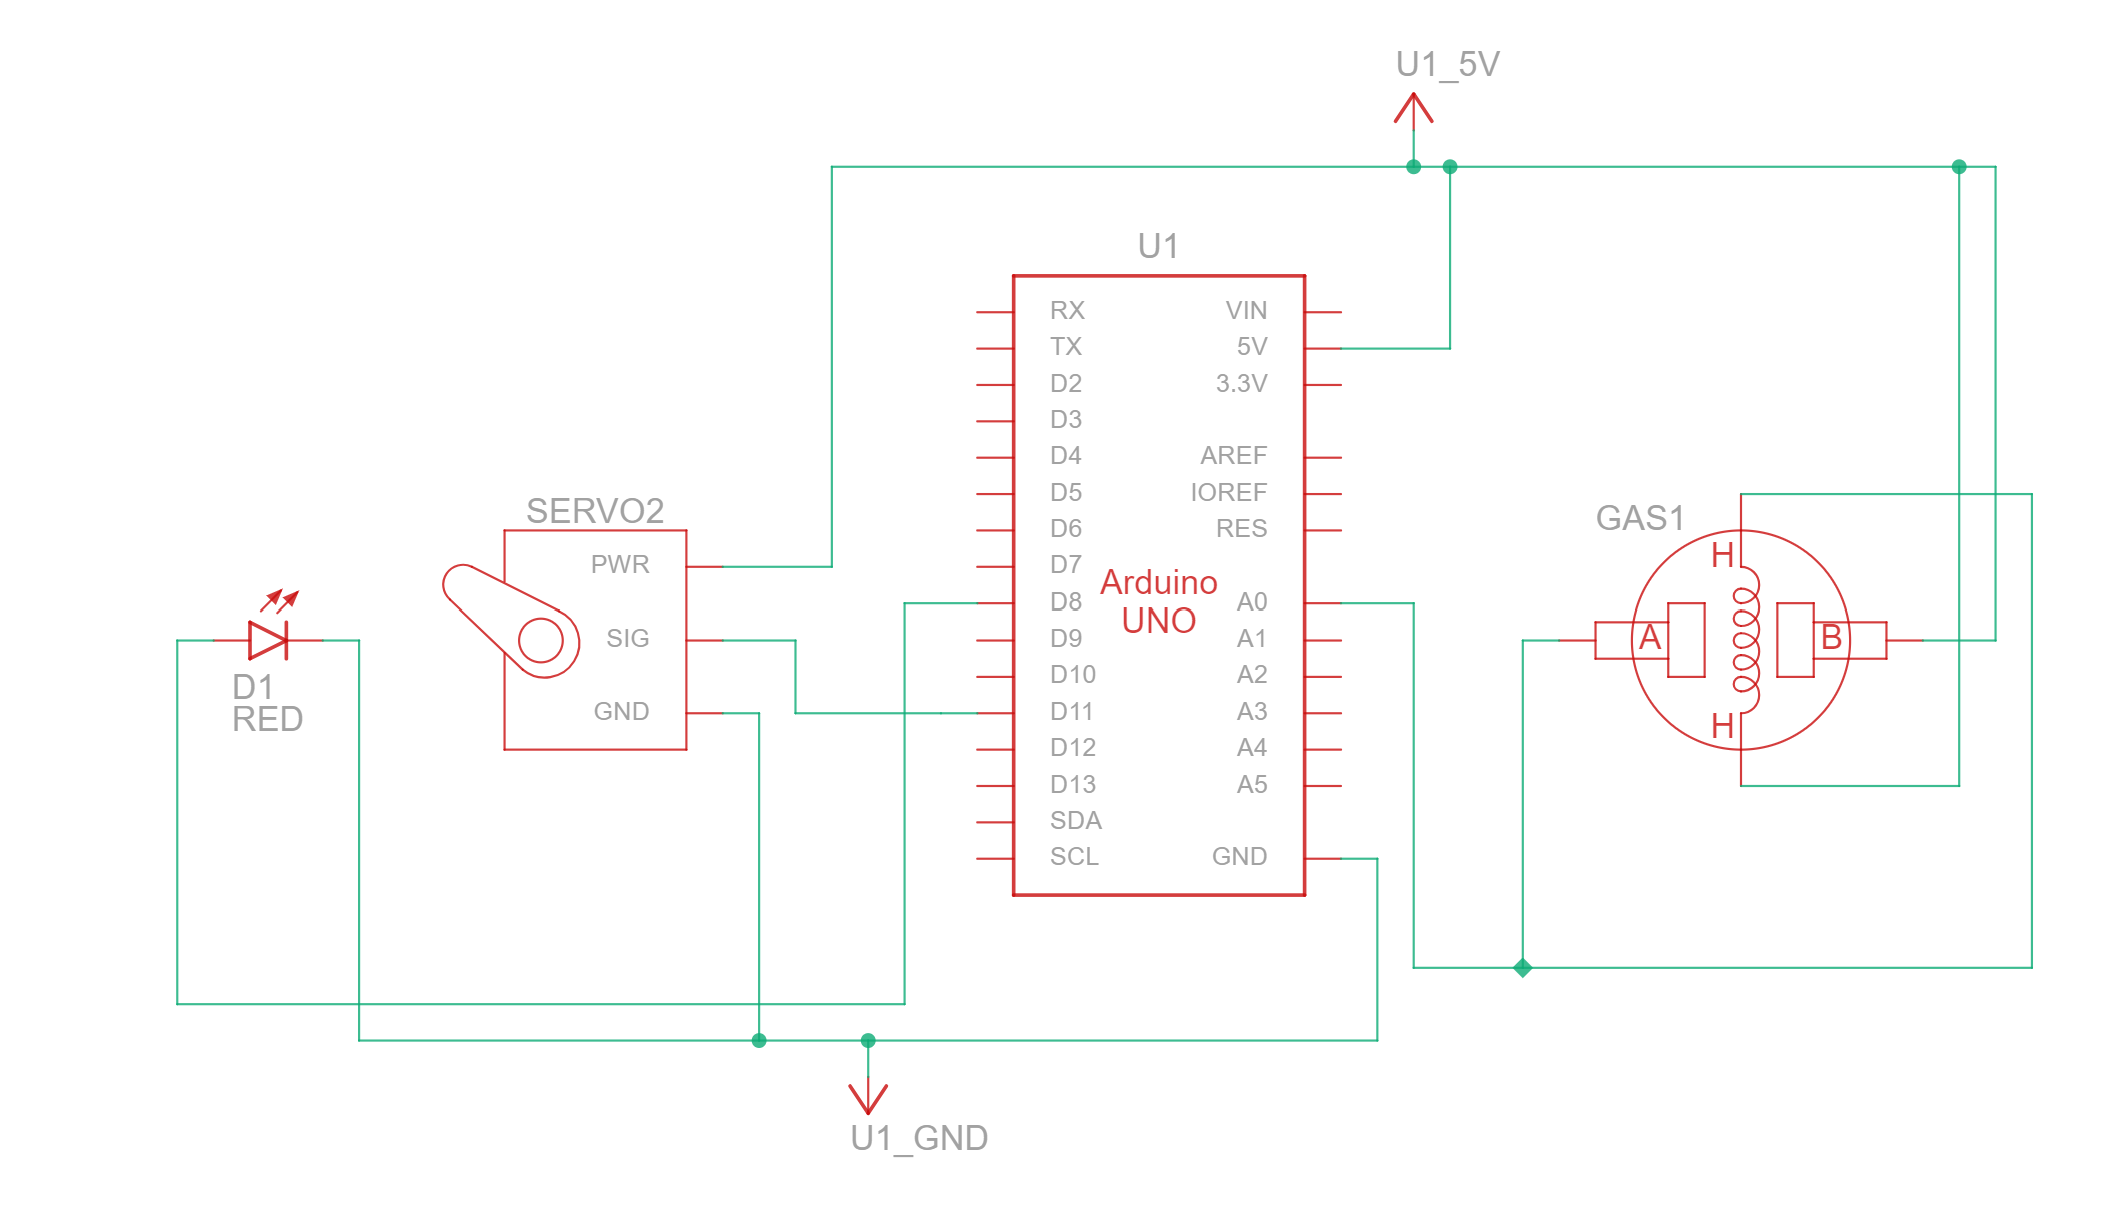 U1_5V
U1
RX VIN
TX 5V
D2 3.3V
D3
D4 AREF
D5 IOREF
D6 RES
D7
Arduino
UNO
D8 A0
D9 A1
D10 A2
D11 A3
D12 A4
D13 A5
SDA
SCL GND
SERVO2
PWR
SIG
GND
D1
RED
GAS1
H
A B
H
U1_GND